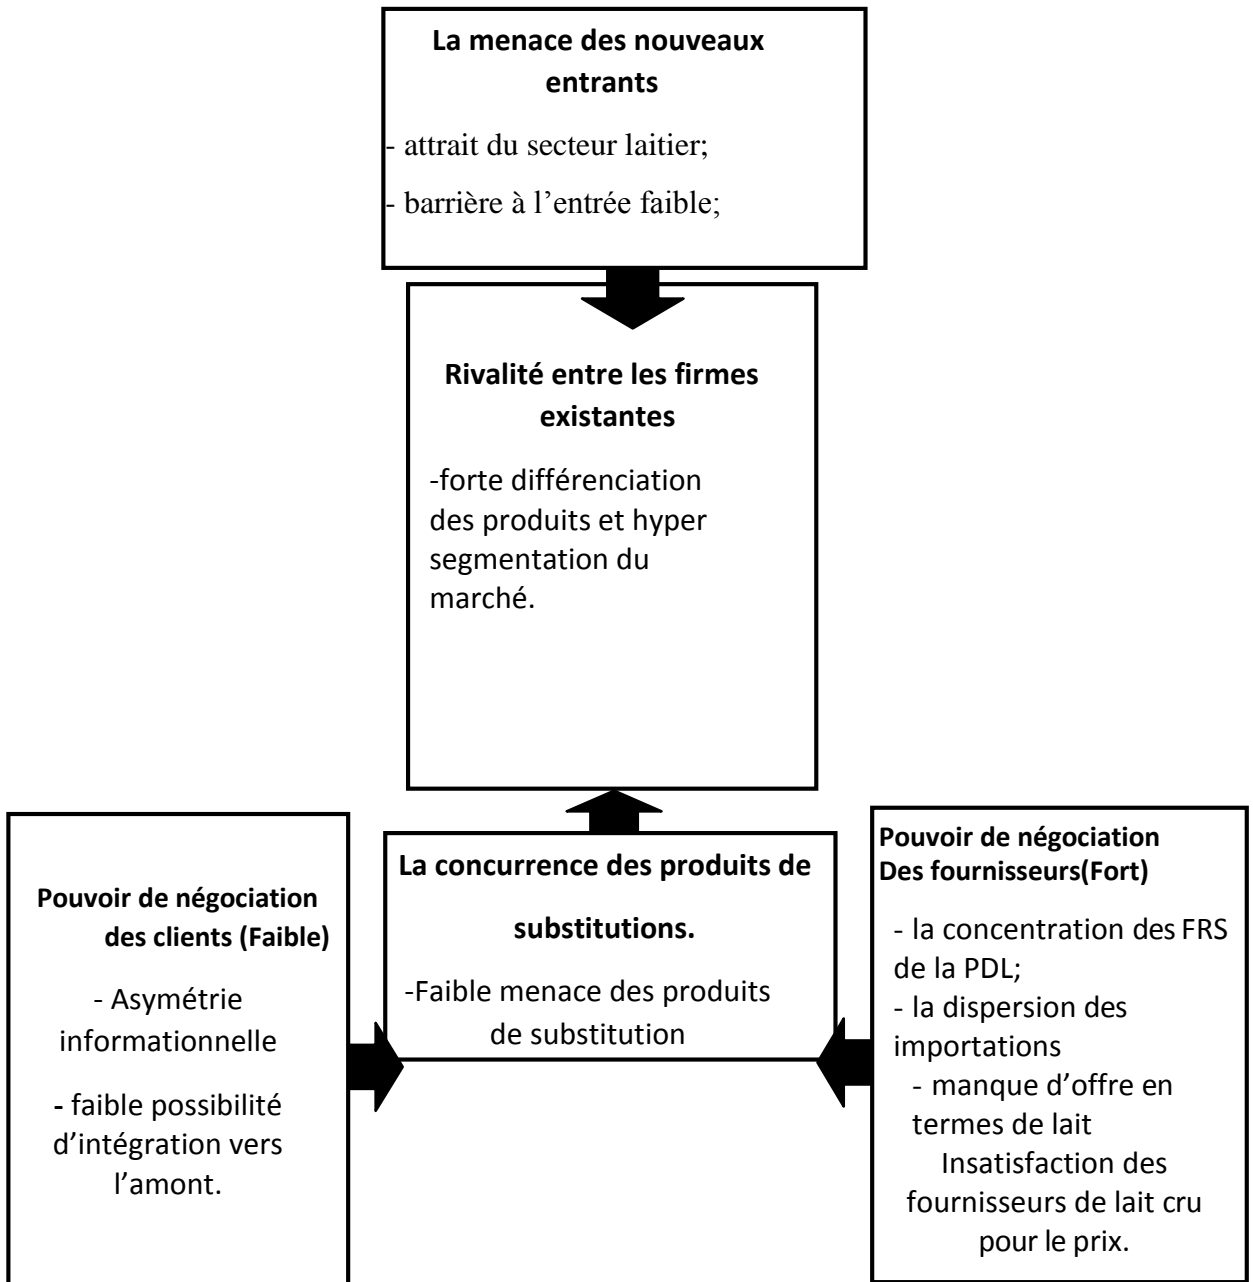 La menace des nouveaux
entrants
- attrait du secteur laitier;
- barrière à l’entrée faible;
Rivalité entre les firmes
existantes
-forte différenciation
des produits et hyper
segmentation du
marché.
Pouvoir de négociation
des clients (Faible)
- Asymétrie
informationnelle
- faible possibilité
d’intégration vers
l’amont.
La concurrence des produits de
substitutions.
-Faible menace des produits
de substitution
Pouvoir de négociation
Des fournisseurs(Fort)
- la concentration des FRS
de la PDL;
- la dispersion des
importations
- manque d’offre en
termes de lait
Insatisfaction des
fournisseurs de lait cru
pour le prix.